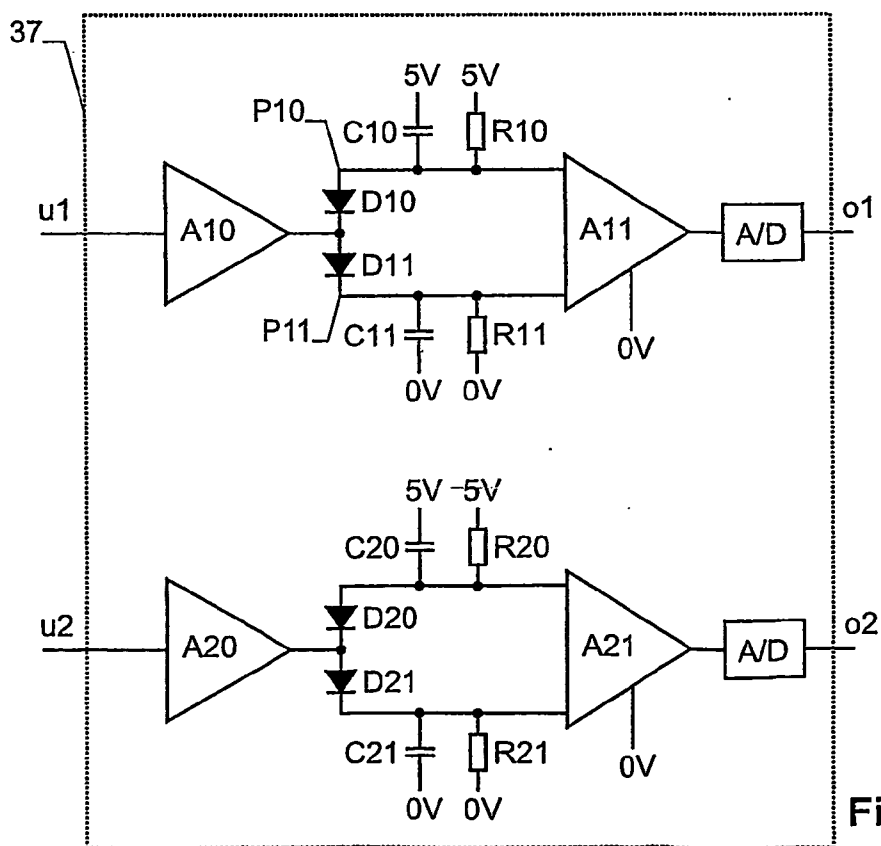 37
5V 5V
P10
C10 R10
u1
A10
D10
D11
A11
A/D
o1
P11
C11 R11
0V
0V 0V
5V 5V
C20 R20
u2
A20
D20
D21
A21
A/D
o2
C21 R21
0V
0V 0V
Fi